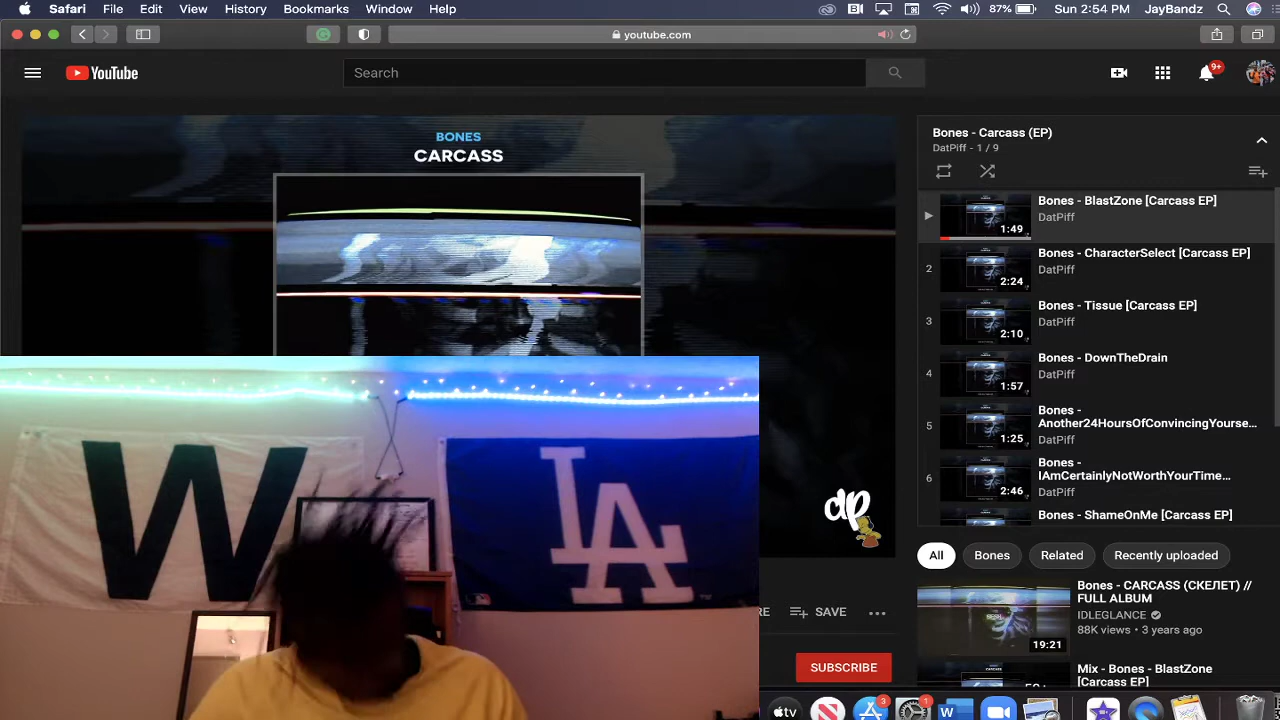 Safari File Edit View History Bookmarks Window Help 87% Sun 2:54 PM JayBandz
youtube.com
YouTube
Search
9+
BONES
CARCASS
dp
W
LA
RE
SAVE
SUBSCRIBE
Bones - Carcass (EP)
DatPiff - 1 / 9
Bones - BlastZone [Carcass EP]
DatPiff
1:49
2
Bones - CharacterSelect [Carcass EP]
DatPiff
2:24
3
Bones - Tissue [Carcass EP]
DatPiff
2:10
4
Bones - DownTheDrain
DatPiff
1:57
5
Bones -
Another24HoursOfConvincingYourse...
DatPiff
1:25
6
Bones -
IAmCertainlyNotWorthYourTime...
DatPiff
2:46
Bones - ShameOnMe [Carcass EP]
All Bones Related Recently uploaded
Bones - CARCASS (СКЕЛЕТ) //
FULL ALBUM
IDLEGLANCE
88K views • 3 years ago
19:21
Mix - Bones - BlastZone
[Carcass EP]
tv
3
1
W